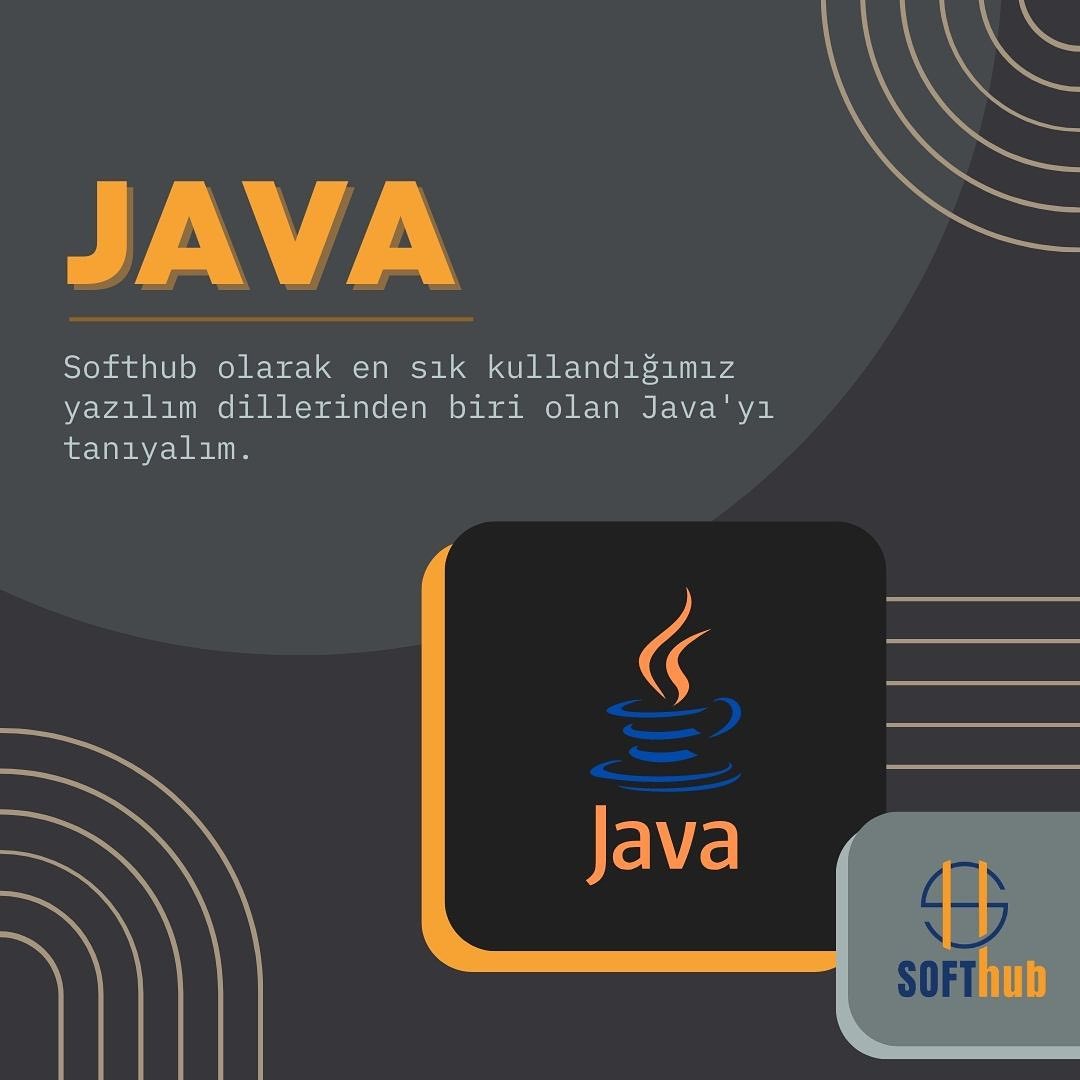 JAVA
Softhub olarak en sık kullandığımız
yazılım dillerinden biri olan Java'yı
tanıyalım.
Java
SOFThub